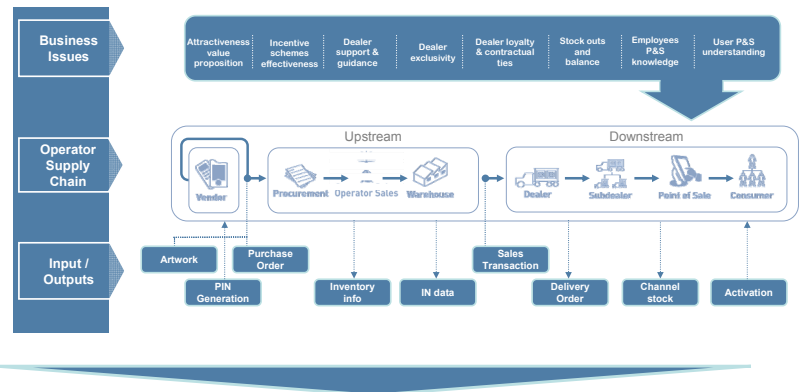 Business
Issues
Attractiveness
value
proposition
Incentive
schemes
effectiveness
Dealer
support &
guidance
Dealer
exclusivity
Dealer loyalty
& contractual
ties
Stock outs
and
balance
Employees
P&S
knowledge
User P&S
understanding
Operator
Supply
Chain
Upstream
Downstream
Vendor
Procurement
Operator Sales
Warehouse
Dealer
Subdealer
Point of Sale
Consumer
Input /
Outputs
Artwork
Purchase
Order
Sales
Transaction
PIN
Generation
Inventory
info
IN data
Delivery
Order
Channel
stock
Activation